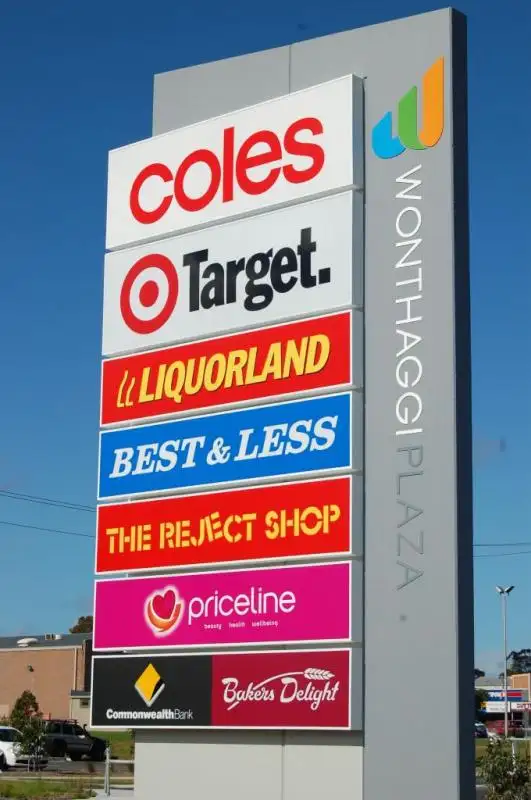 coles
Target.
LIQUORLAND
BEST & LESS
THE REJECT SHOP
priceline
beauty health wellbeing
CommonwealthBank
Bakers Delight
WONTHAGGI PLAZA